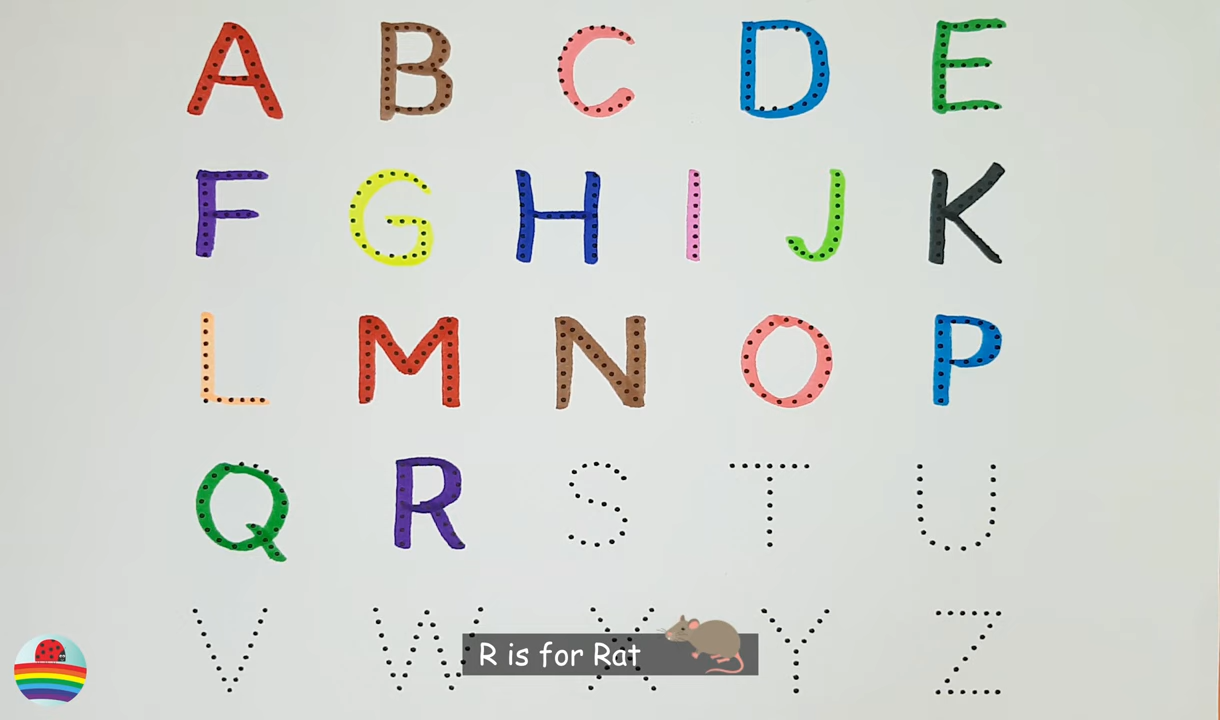 A B C D E
F G H I J K
L M N O P
Q R S T U
V W X Y Z
R is for Rat